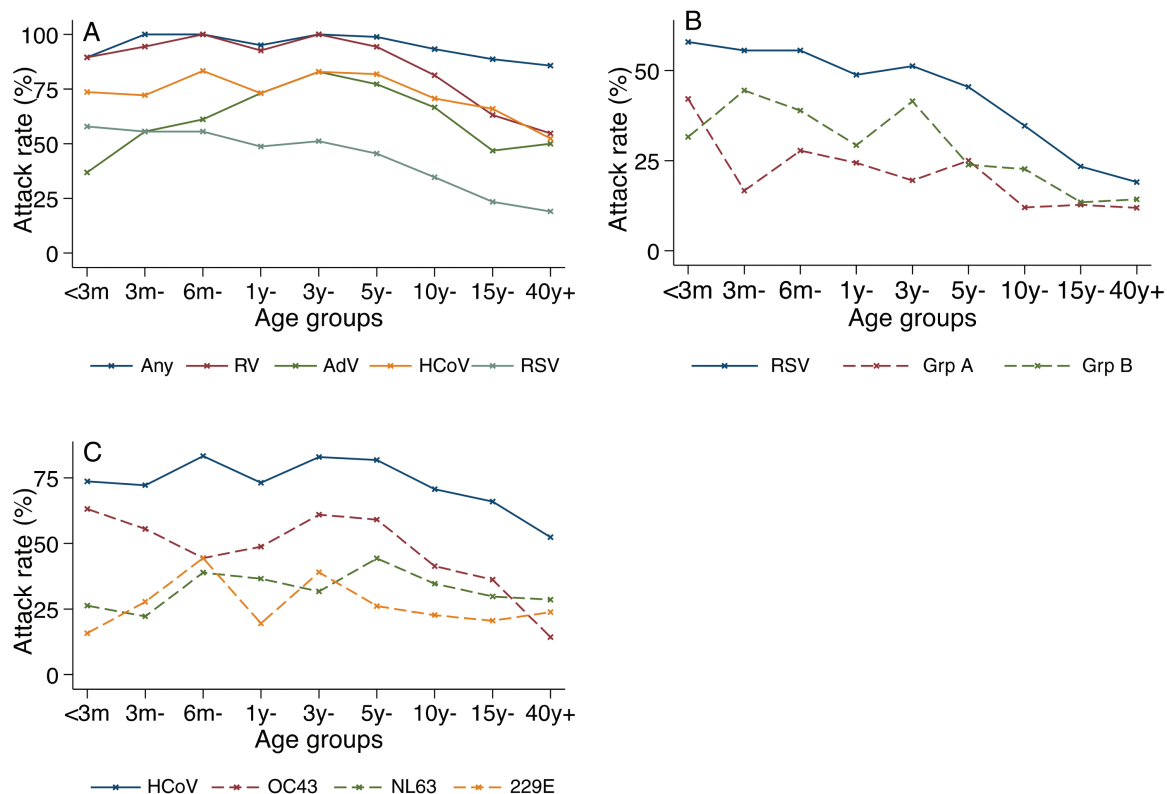 A
Attack rate (%)
100
75
50
25
0
<3m 3m- 6m- 1y- 3y- 5y- 10y- 15y- 40y+
Age groups
Any RV AdV HCoV RSV
B
Attack rate (%)
50
25
0
<3m 3m- 6m- 1y- 3y- 5y- 10y- 15y- 40y+
Age groups
RSV Grp A Grp B
C
Attack rate (%)
75
50
25
0
<3m 3m- 6m- 1y- 3y- 5y- 10y- 15y- 40y+
Age groups
HCoV OC43 NL63 229E